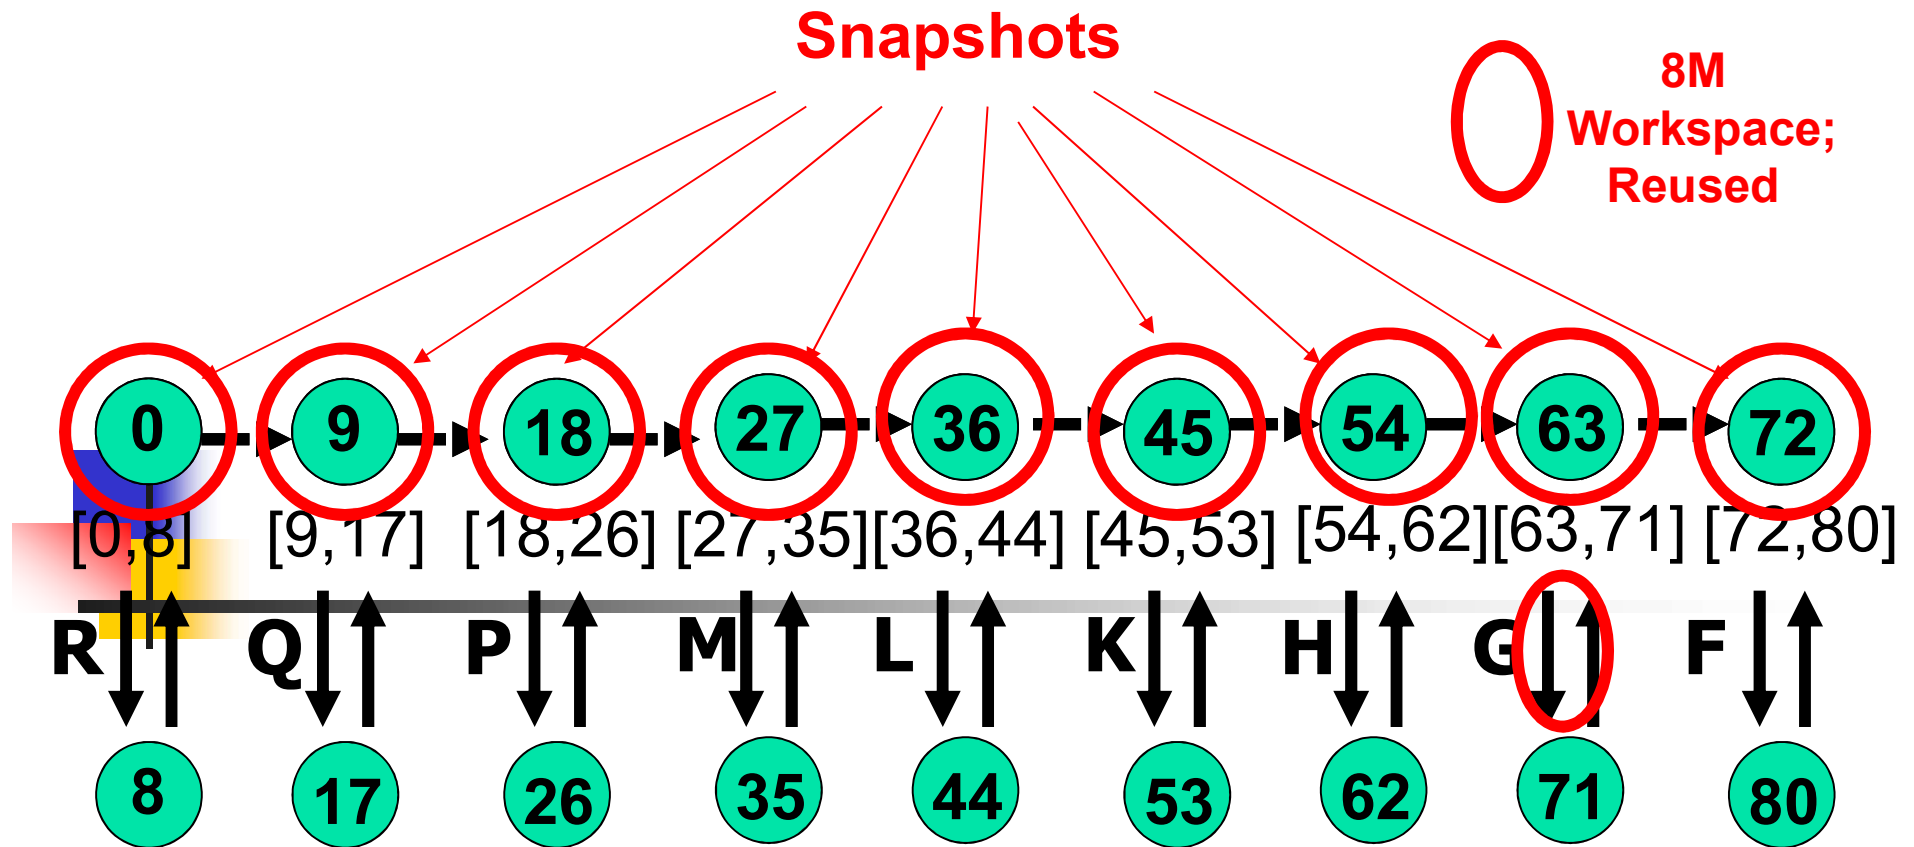 Snapshots
8M
Workspace;
Reused
0 9 18 27 36 45 54 63 72
[0,8] [9,17] [18,26] [27,35] [36,44] [45,53] [54,62] [63,71] [72,80]
R Q P M L K H G F
8 17 26 35 44 53 62 71 80